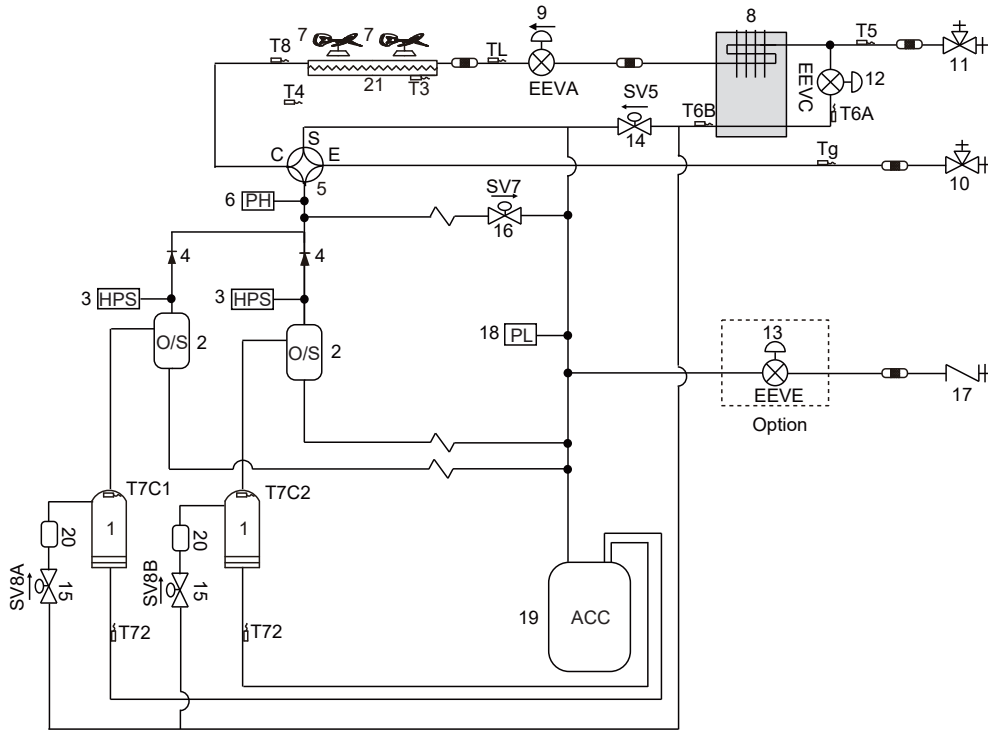 9 8
7 7 T5
T8 TL
21 T3 EEVA EEVC 12 11
T4 SV5 T6B T6A
S 14
C E Tg
5 10
6 PH SV7
16
4 4
3 HPS 3 HPS
O/S 2 O/S 2 18 PL 13
EEVE 17
Option
T7C1 T7C2
1 1
20 20
SV8A 15 SV8B 15
19 ACC
T72 T72